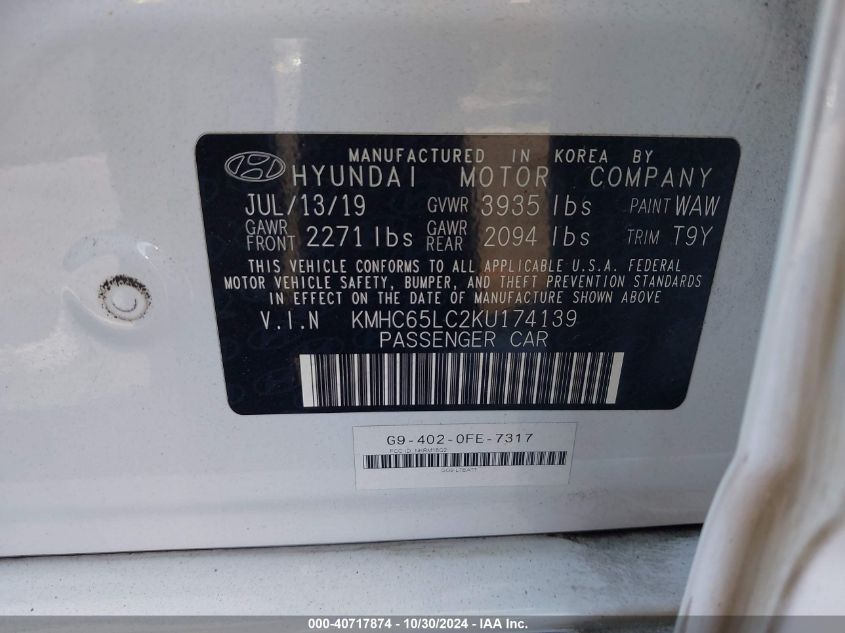 MANUFACTURED IN KOREA BY
HYUNDAI MOTOR COMPANY
JUL/13/19 GVWR 3935 lbs PAINT WAW
GAWR FRONT 2271 lbs GAWR REAR 2094 lbs TRIM T9Y
THIS VEHICLE CONFORMS TO ALL APPLICABLE U.S.A. FEDERAL
MOTOR VEHICLE SAFETY, BUMPER, AND THEFT PREVENTION STANDARDS
IN EFFECT ON THE DATE OF MANUFACTURE SHOWN ABOVE
V.I.N KMHC65LC2KU174139
PASSENGER CAR
G9-402-0FE-7317
FCC ID
000-40717874 - 10/30/2024 - IAA Inc.